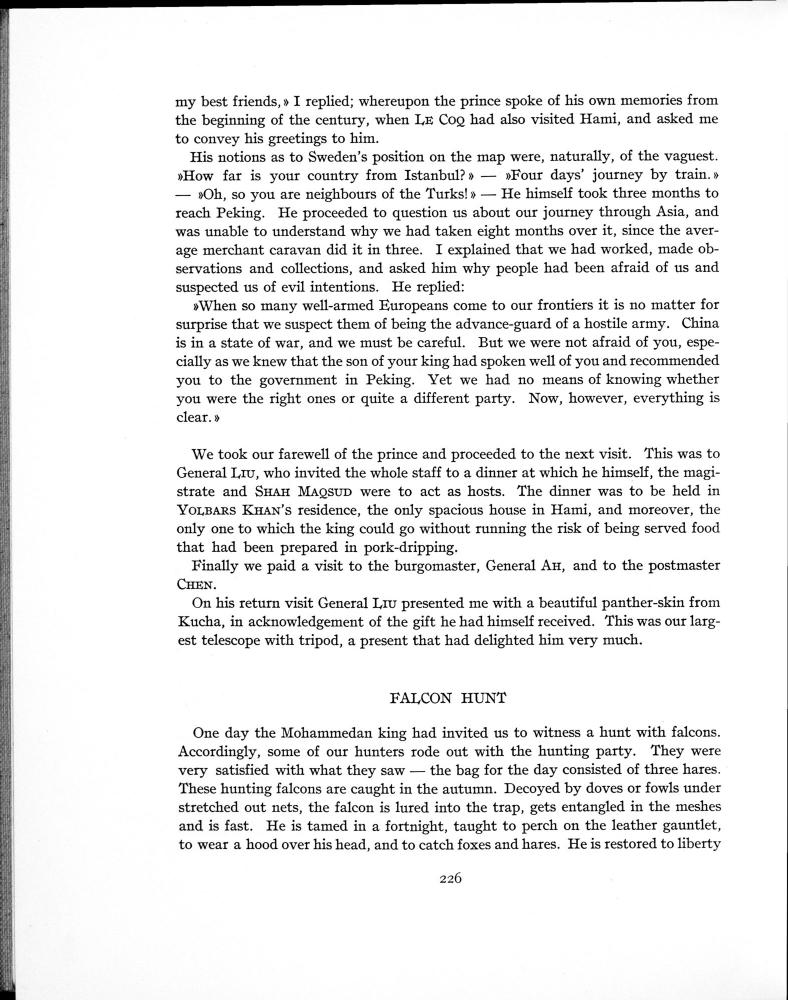 my best friends, » I replied; whereupon the prince spoke of his own memories from
the beginning of the century, when LE COQ had also visited Hami, and asked me
to convey his greetings to him.
His notions as to Sweden's position on the map were, naturally, of the vaguest.
»How far is your country from Istanbul? » — »Four days' journey by train. »
— »Oh, so you are neighbours of the Turks! » — He himself took three months to
reach Peking. He proceeded to question us about our journey through Asia, and
was unable to understand why we had taken eight months over it, since the aver-
age merchant caravan did it in three. I explained that we had worked, made ob-
servations and collections, and asked him why people had been afraid of us and
suspected us of evil intentions. He replied:
»When so many well-armed Europeans come to our frontiers it is no matter for
surprise that we suspect them of being the advance-guard of a hostile army. China
is in a state of war, and we must be careful. But we were not afraid of you, espe-
cially as we knew that the son of your king had spoken well of you and recommended
you to the government in Peking. Yet we had no means of knowing whether
you were the right ones or quite a different party. Now, however, everything is
clear. »
We took our farewell of the prince and proceeded to the next visit. This was to
General LIU, who invited the whole staff to a dinner at which he himself, the magi-
strate and SHAH MAQSUD were to act as hosts. The dinner was to be held in
YOLBARS KHAN's residence, the only spacious house in Hami, and moreover, the
only one to which the king could go without running the risk of being served food
that had been prepared in pork-dripping.
Finally we paid a visit to the burgomaster, General AH, and to the postmaster
CHEN.
On his return visit General LIU presented me with a beautiful panther-skin from
Kucha, in acknowledgement of the gift he had himself received. This was our larg-
est telescope with tripod, a present that had delighted him very much.
FALCON HUNT
One day the Mohammedan king had invited us to witness a hunt with falcons.
Accordingly, some of our hunters rode out with the hunting party. They were
very satisfied with what they saw — the bag for the day consisted of three hares.
These hunting falcons are caught in the autumn. Decoyed by doves or fowls under
stretched out nets, the falcon is lured into the trap, gets entangled in the meshes
and is fast. He is tamed in a fortnight, taught to perch on the leather gauntlet,
to wear a hood over his head, and to catch foxes and hares. He is restored to liberty
226